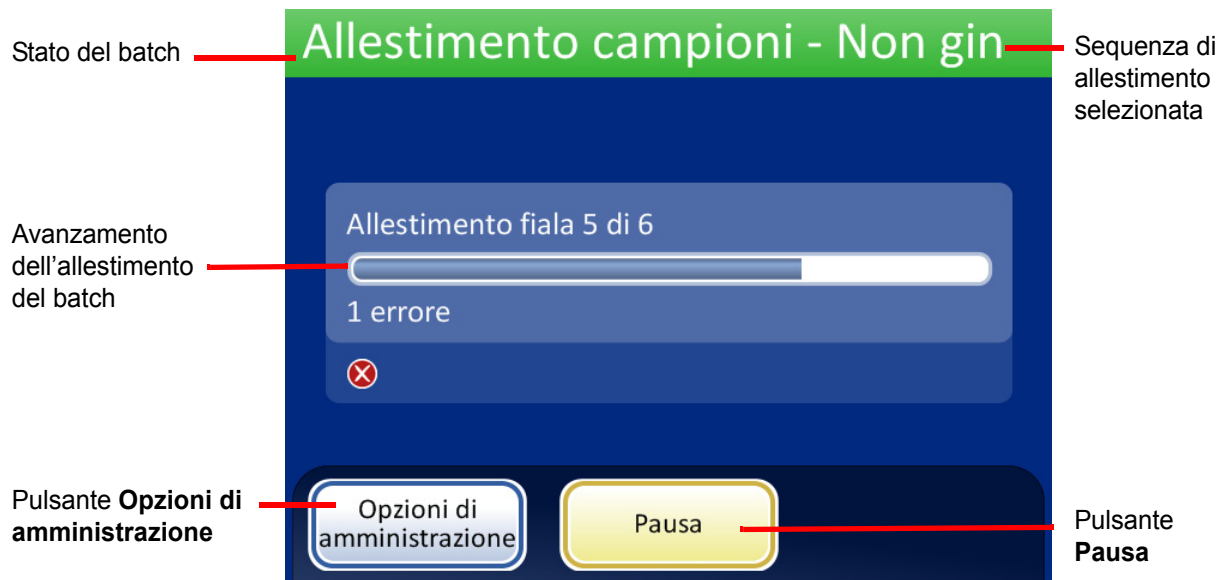 Stato del batch
Allestimento campioni - Non gin
Sequenza di
allestimento
selezionata
Avanzamento
dell'allestimento
del batch
Allestimento fiala 5 di 6
1 errore
Pulsante Opzioni di
amministrazione
Opzioni di
amministrazione
Pausa
Pulsante
Pausa